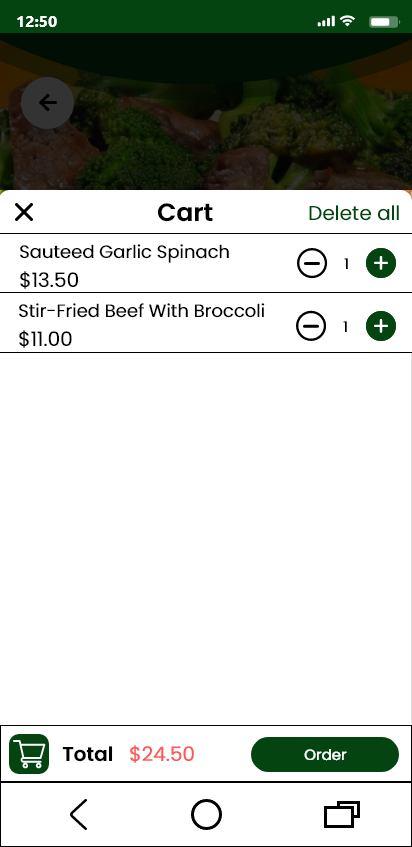 12:50
Cart
Delete all
Sauteed Garlic Spinach
1
$13.50
Stir-Fried Beef With Broccoli
1
$11.00
Total $24.50
Order